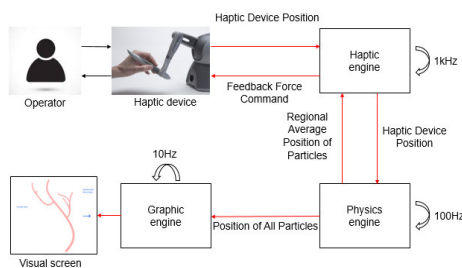 Haptic Device Position
Haptic
engine
1kHz
Operator
Haptic device
Feedback Force
Command
Regional
Average
Position of
Particles
Haptic Device
Position
10Hz
Graphic
engine
Physics
engine
100Hz
Position of All Particles
Visual screen